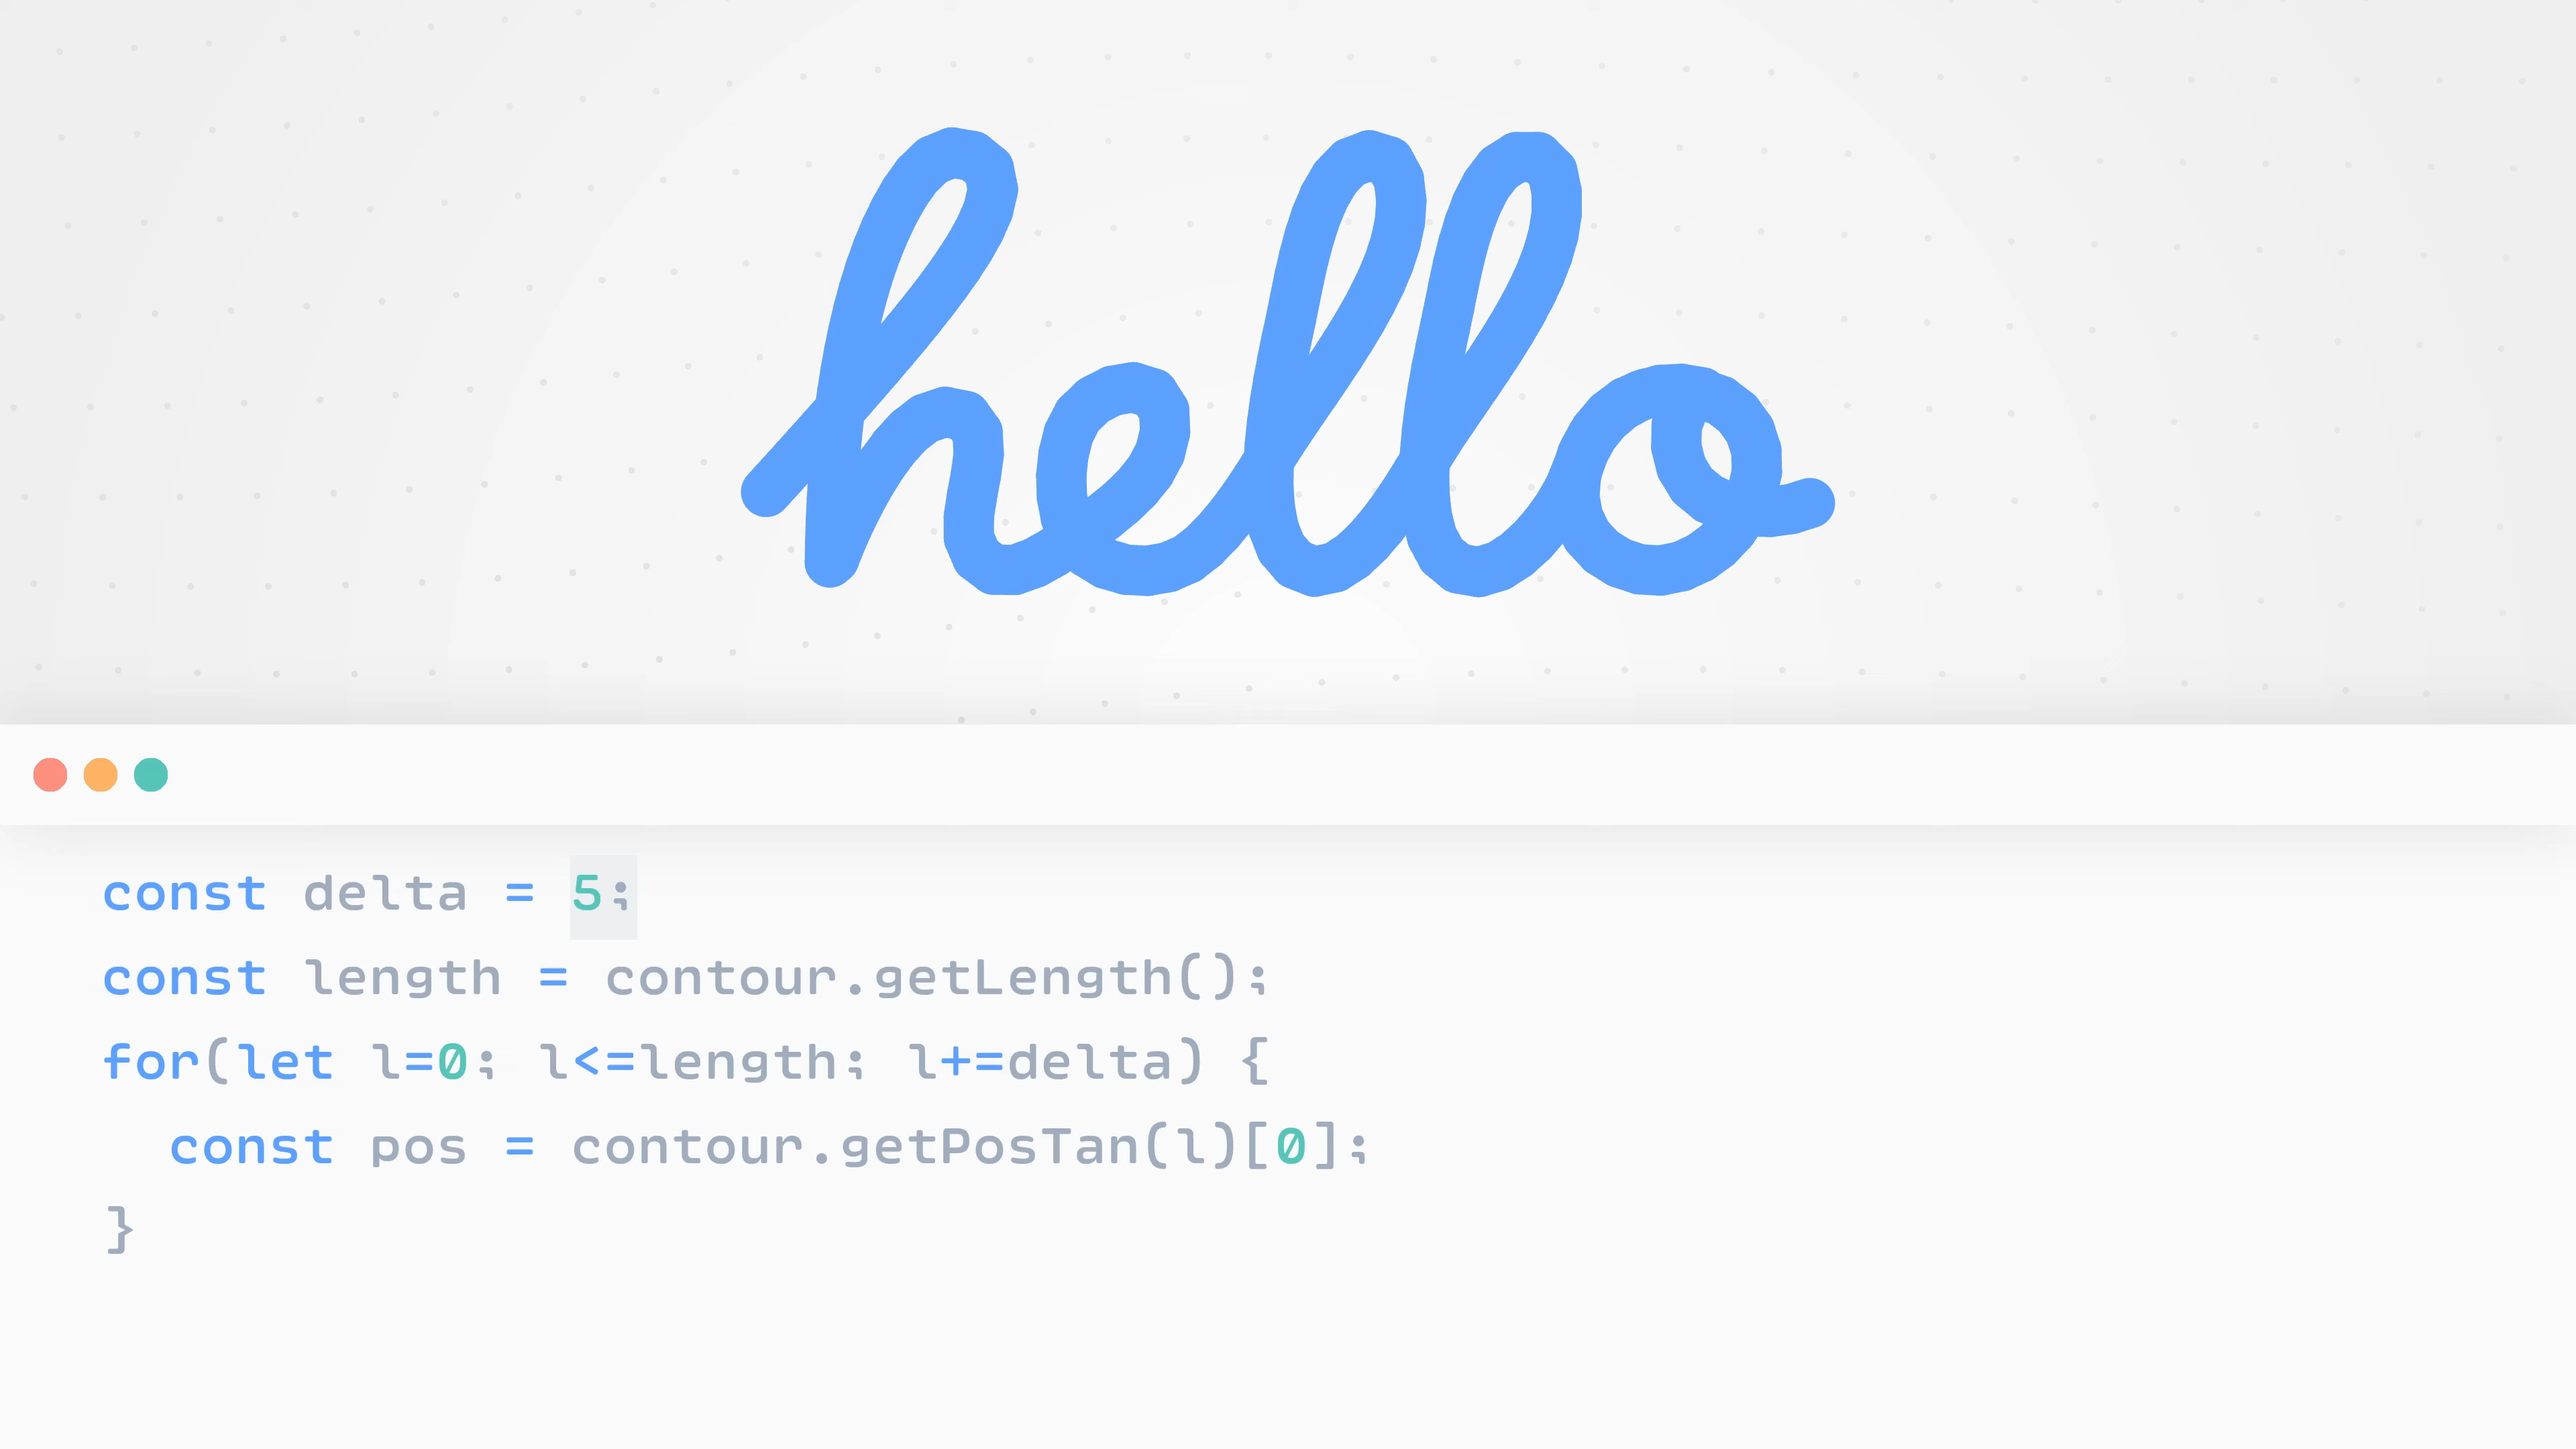 hello
const delta = 5;
const length = contour.getLength();
for(let l=0; l<=length; l+=delta) {
  const pos = contour.getPosTan(l)[0];
}